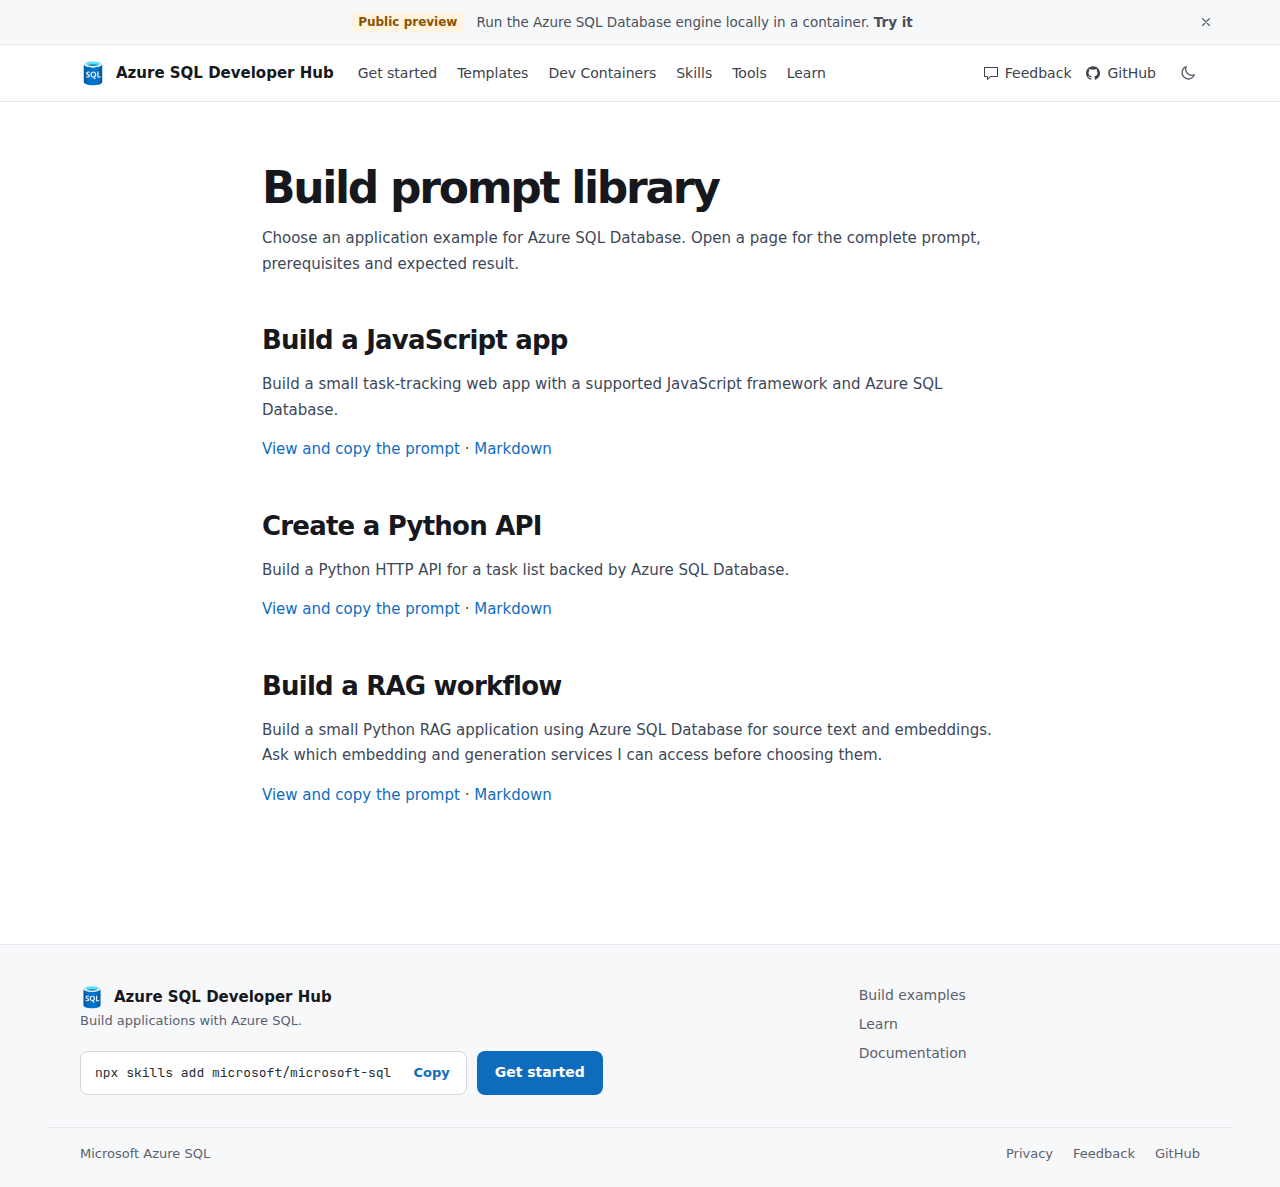 Public preview Run the Azure SQL Database engine locally in a container. Try it
SQL Azure SQL Developer Hub Get started Templates Dev Containers Skills Tools Learn Feedback GitHub
Build prompt library
Choose an application example for Azure SQL Database. Open a page for the complete prompt,
prerequisites and expected result.
Build a JavaScript app
Build a small task-tracking web app with a supported JavaScript framework and Azure SQL
Database.
View and copy the prompt · Markdown
Create a Python API
Build a Python HTTP API for a task list backed by Azure SQL Database.
View and copy the prompt · Markdown
Build a RAG workflow
Build a small Python RAG application using Azure SQL Database for source text and embeddings.
Ask which embedding and generation services I can access before choosing them.
View and copy the prompt · Markdown
SQL Azure SQL Developer Hub
Build applications with Azure SQL.
npx skills add microsoft/microsoft-sql Copy Get started
Build examples
Learn
Documentation
Microsoft Azure SQL Privacy Feedback GitHub